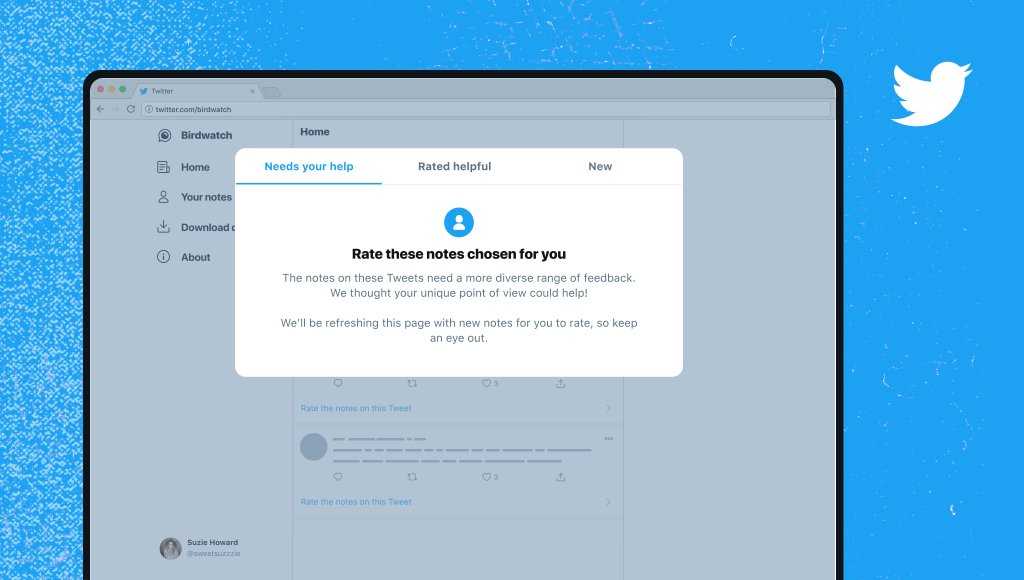 Twitter
twitter.com/birdwatch
Birdwatch
Home
Your notes
Download
About
Home
Needs your help
Rated helpful
New
Rate these notes chosen for you
The notes on these Tweets need a more diverse range of feedback.
We thought your unique point of view could help!
We'll be refreshing this page with new notes for you to rate, so keep
an eye out.
3
Rate the notes on this Tweet
3
Rate the notes on this Tweet
Suzie Howard
@sweetsuzzzie